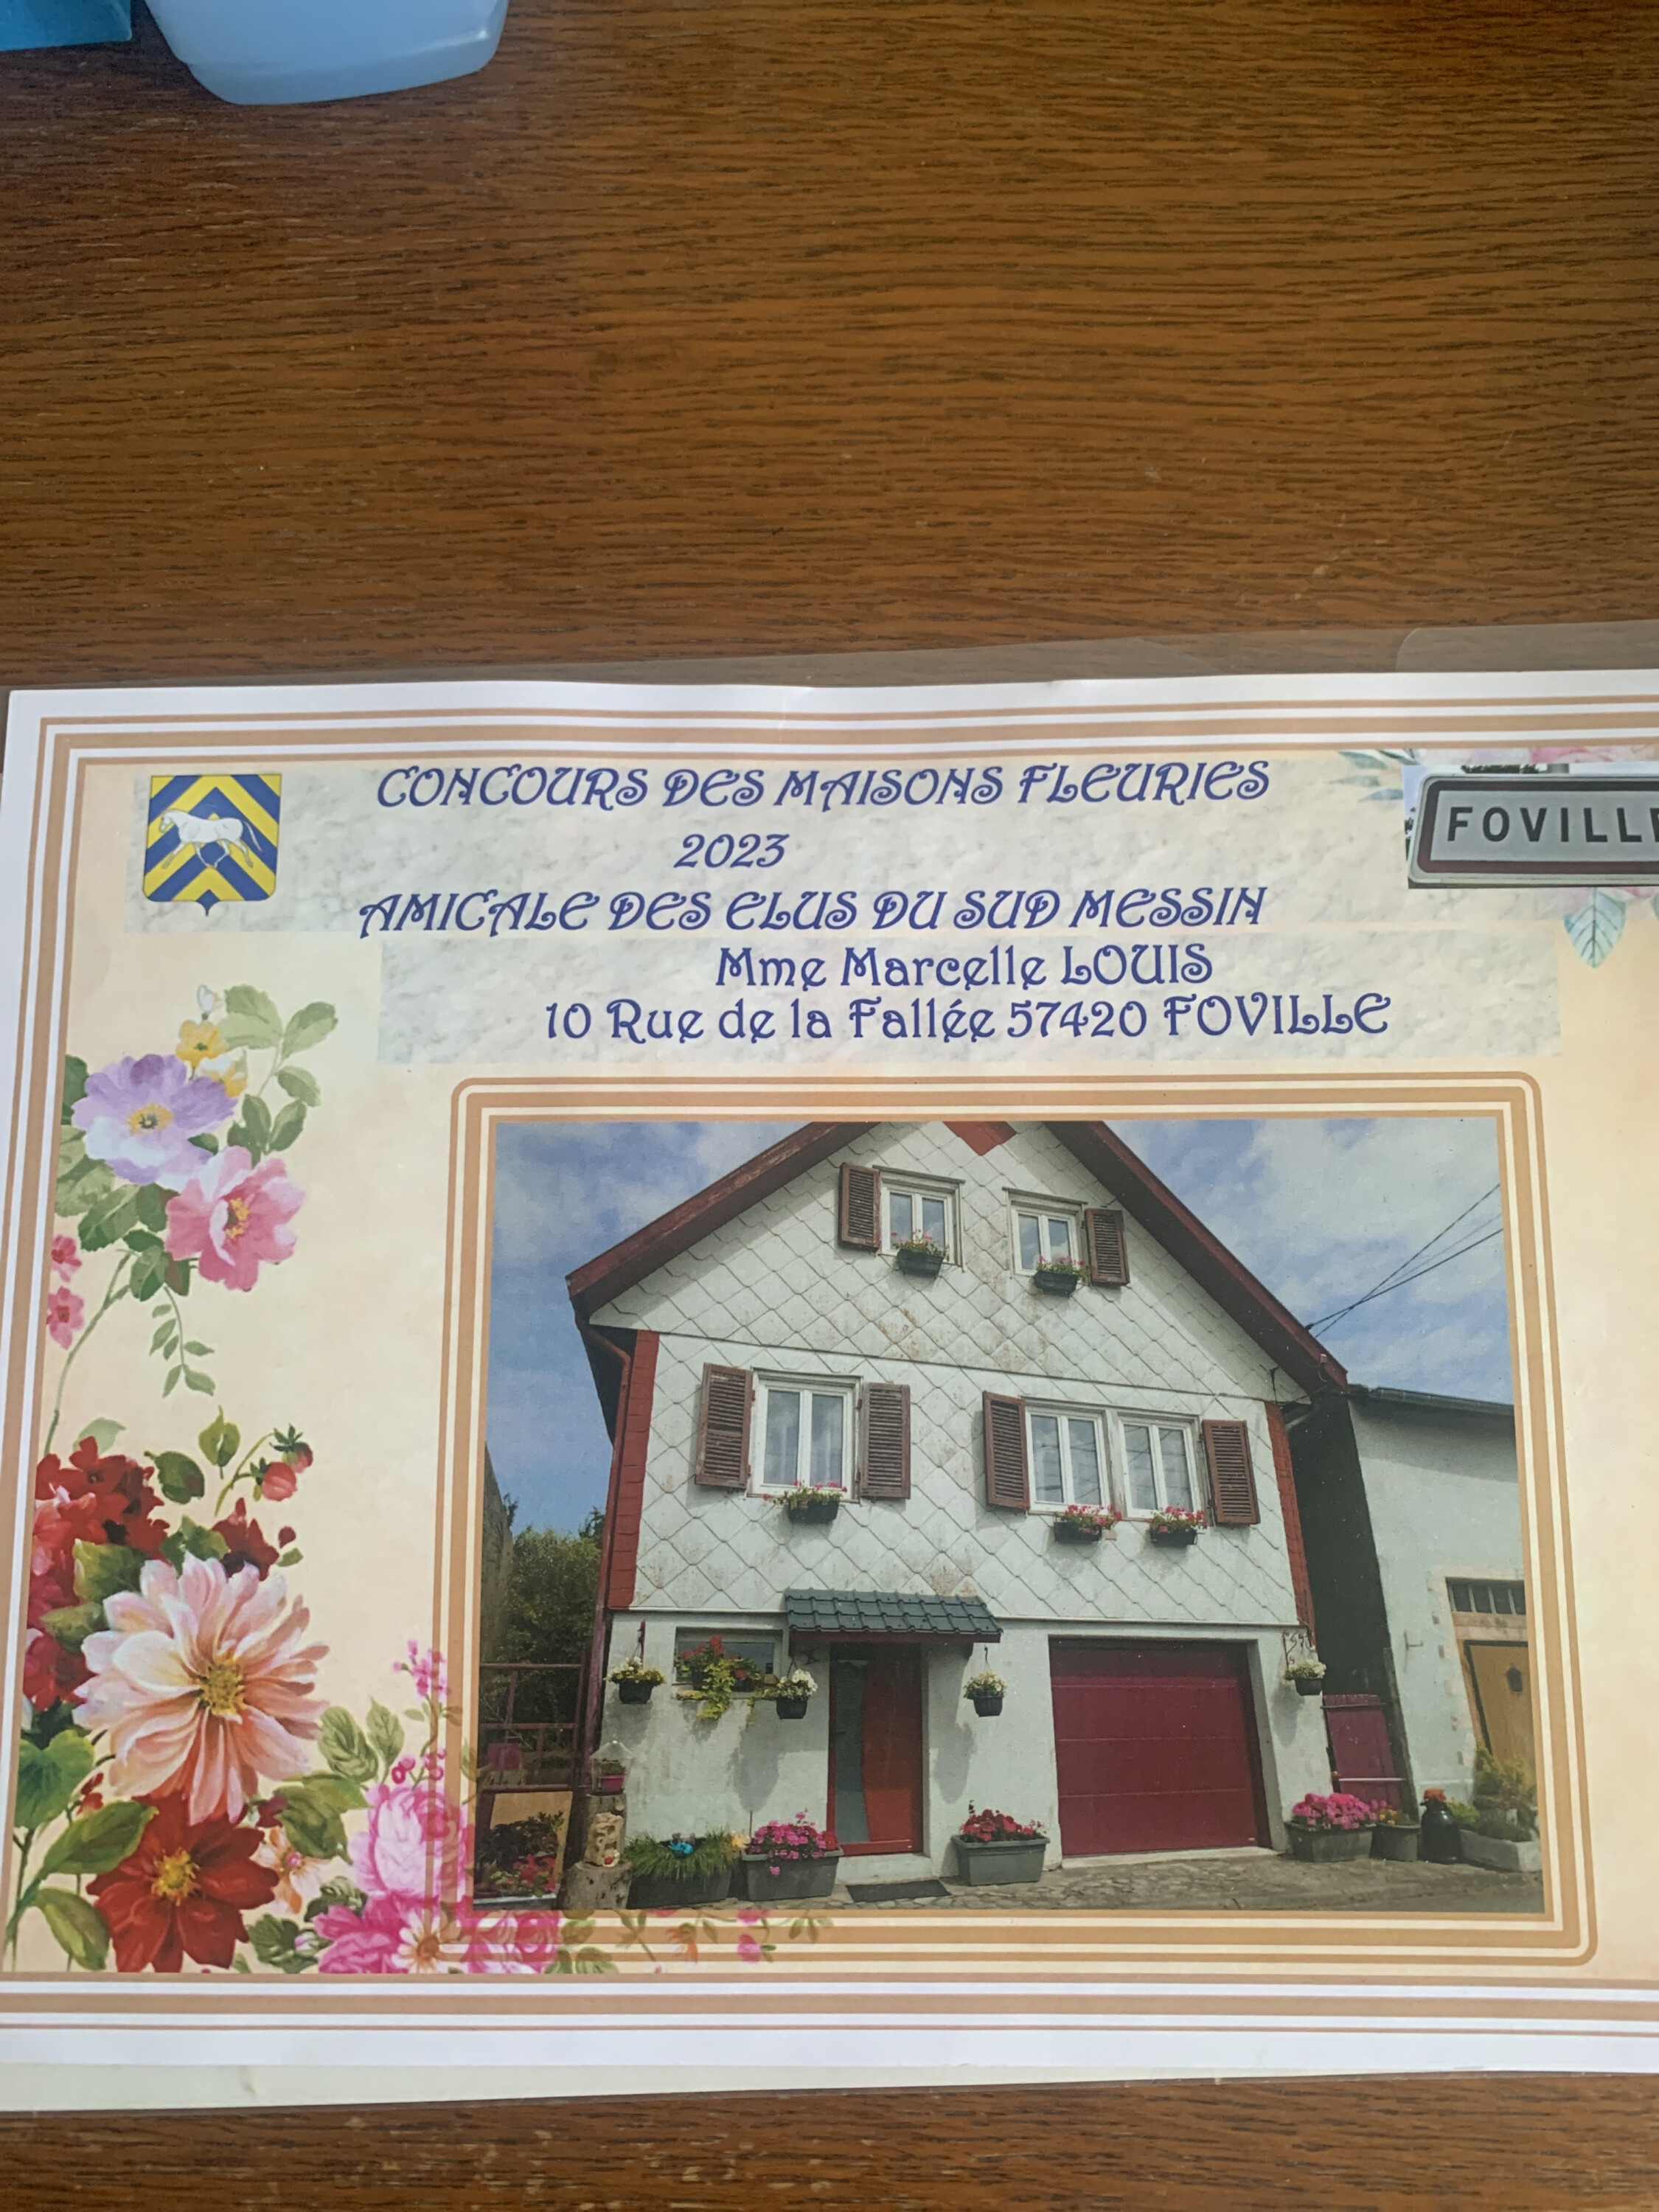 CONCOURS DES MAISONS FLEURIES
2023
AMICALE DES ELUS DU SUD MESSIN
Mme Marcelle LOUIS
10 Rue de la Fallée 57420 FOVILLE
FOVILLE